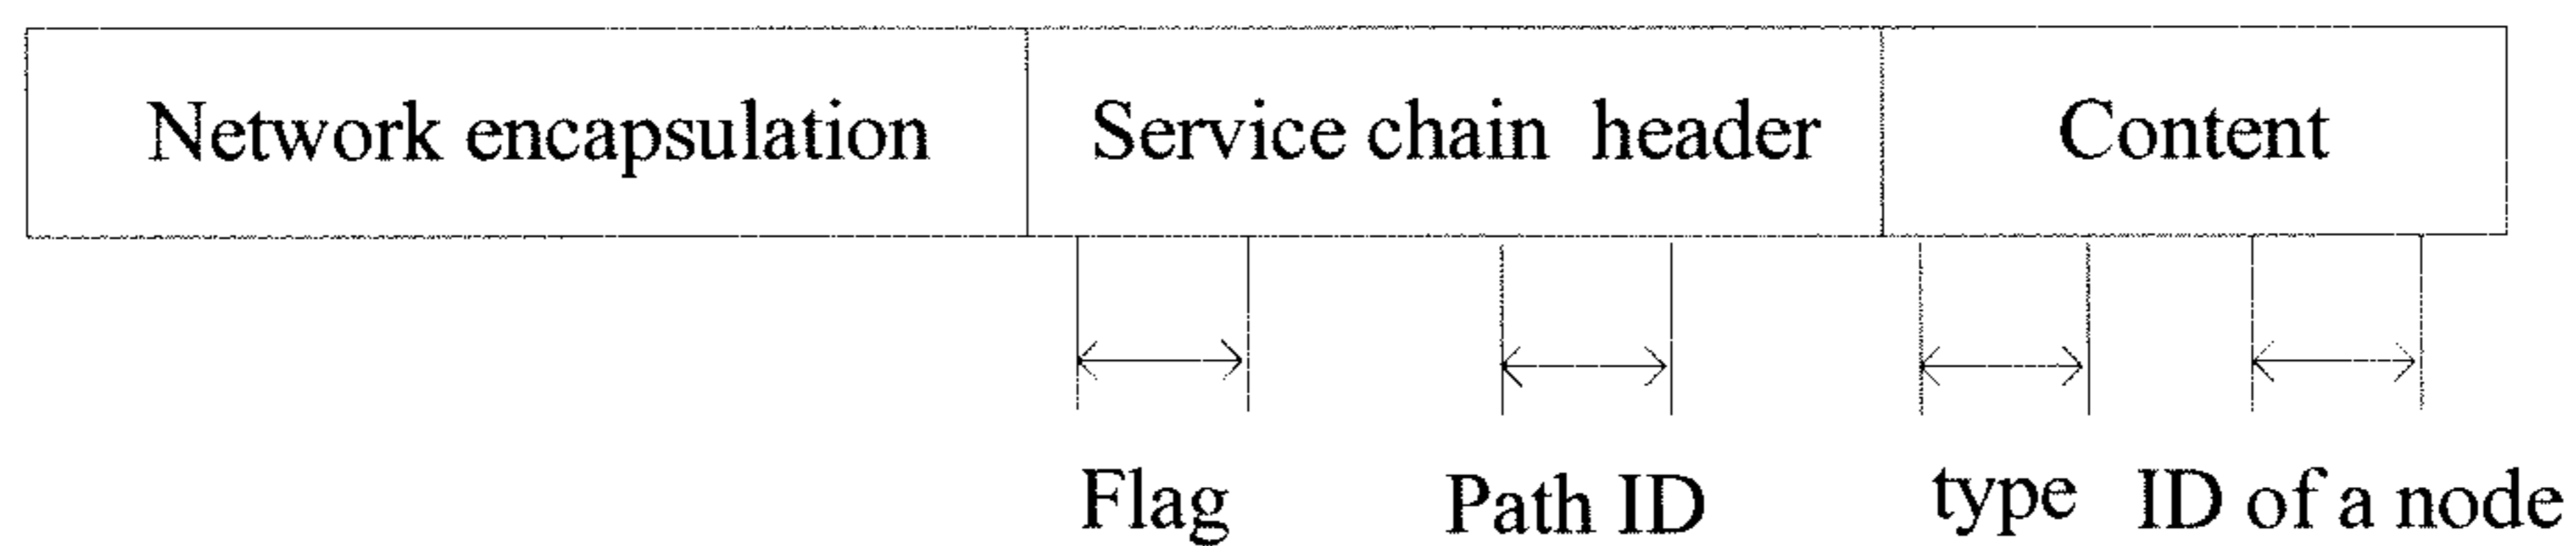 Network encapsulation Service chain header Content
Flag Path ID type ID of a node